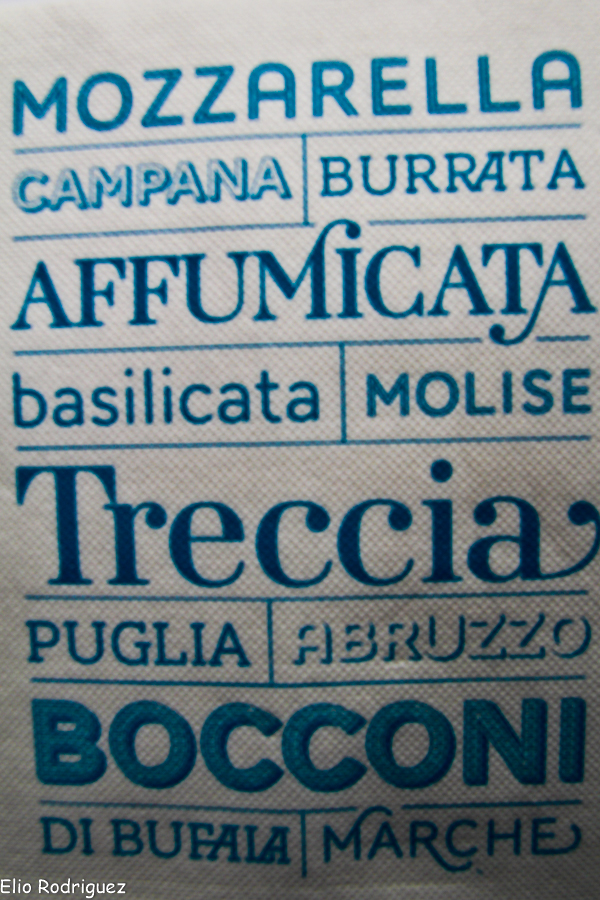 MOZZARELLA
CAMPANA BURRATA
AFFUMICATA
basilicata MOLISE
Treccia
PUGLIA ABRUZZO
BOCCONI
DI BUFALA MARCHE
Elio Rodriguez